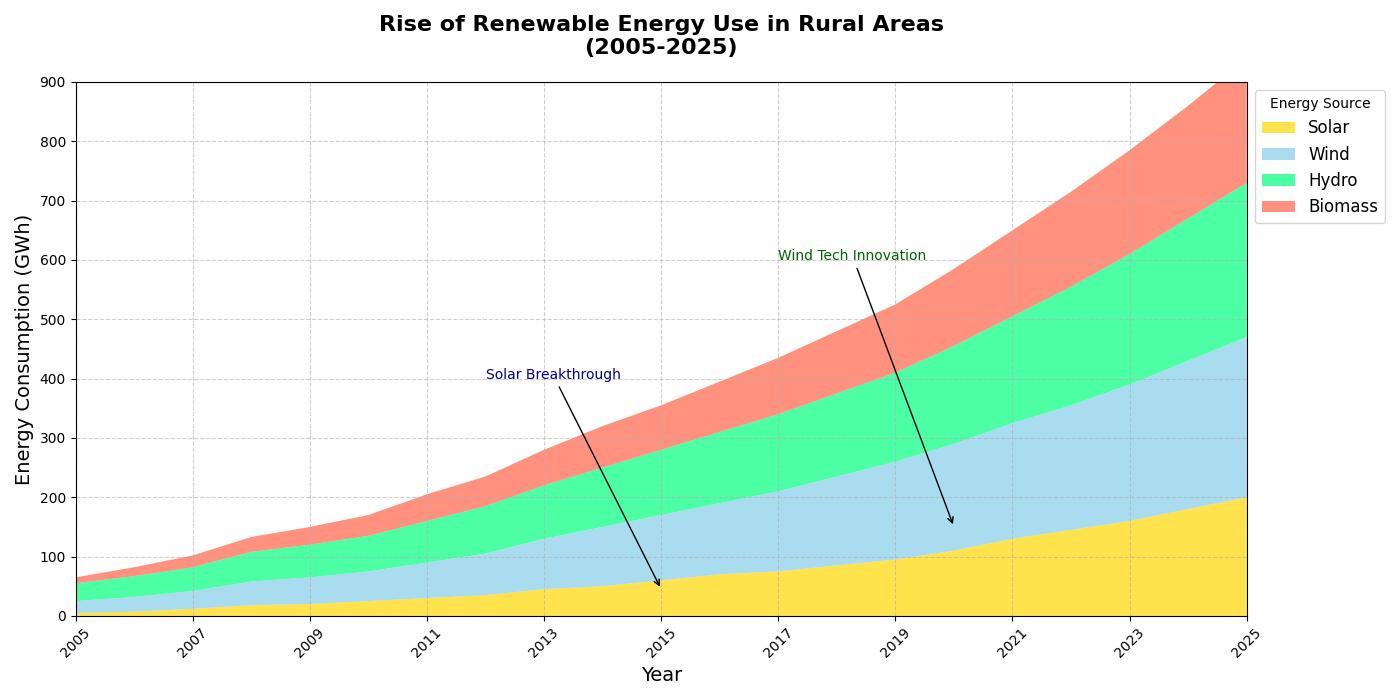 Rise of Renewable Energy Use in Rural Areas
(2005-2025)
Energy Consumption (GWh)
900
800
700
600
500
400
300
200
100
0
Wind Tech Innovation
Solar Breakthrough
2005
2007
2009
2011
2013
2015
2017
2019
2021
2023
2025
Year
Energy Source
Solar
Wind
Hydro
Biomass